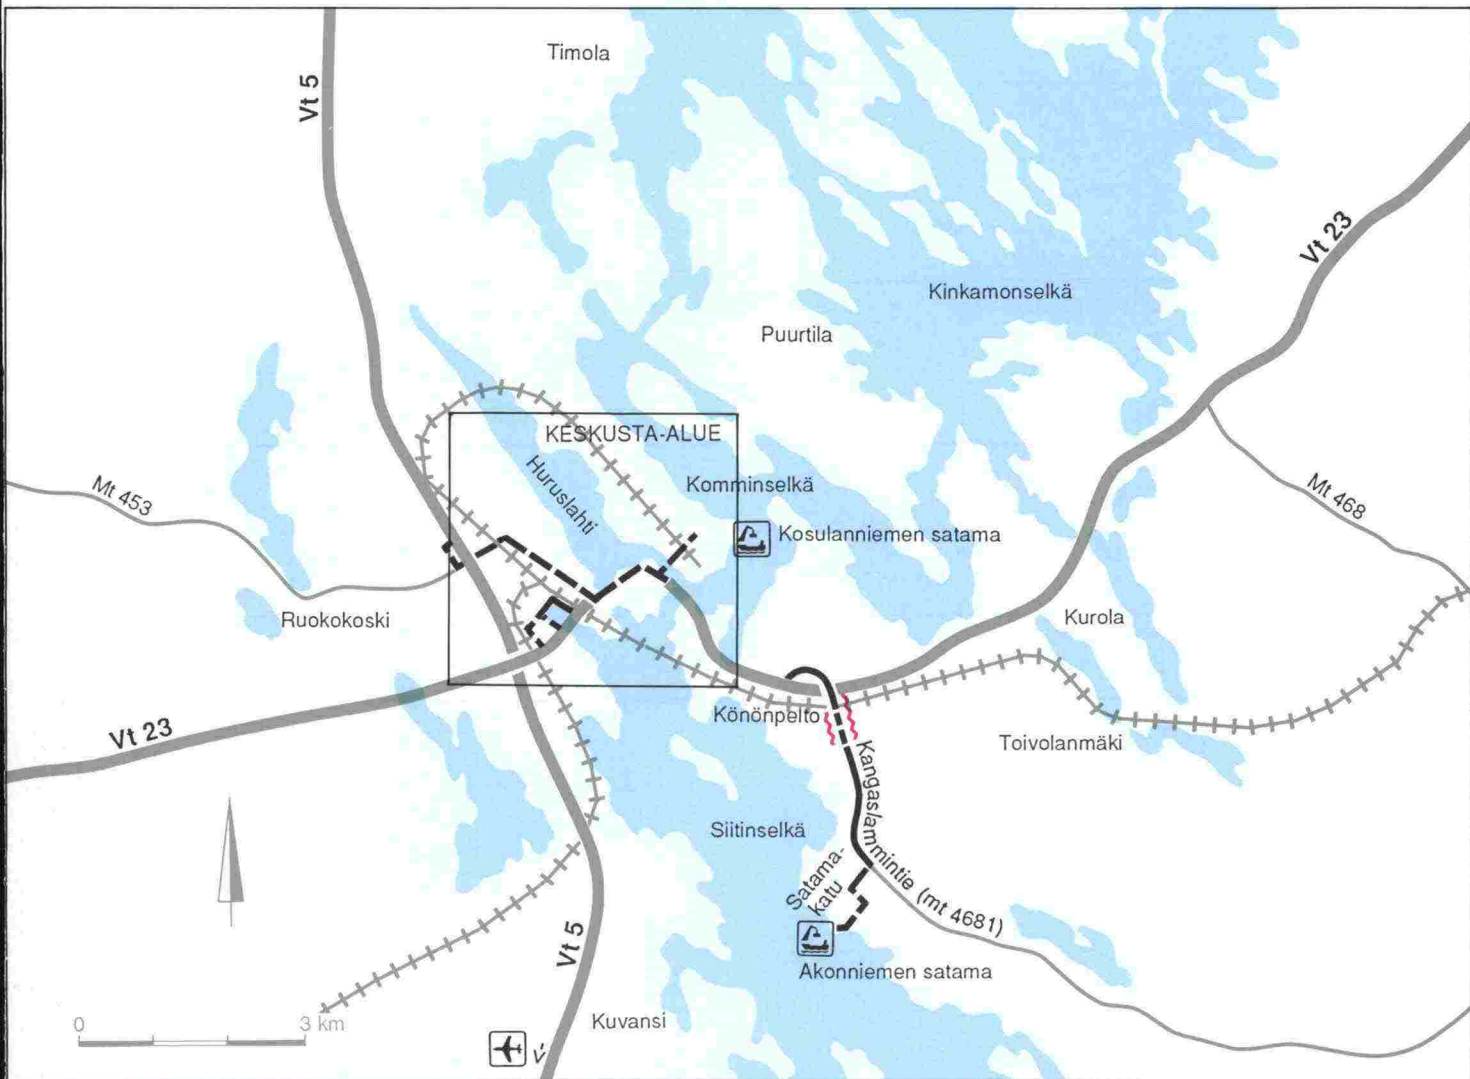 Timola
Vt 5
Vt 23
Kinkamonselkä
Puurtila
KESKUSTA-ALUE
Huruslahti
Komminselkä
Mt 453
Mt 468
Kosulanniemen satama
Ruokokoski
Kurola
Könönpelto
Vt 23
Toivolanmäki
Kangaslammintie (mt 4681)
Siitinselkä
Satama-
katu
Vt 5
Akonniemen satama
Kuvansi
0 3 km